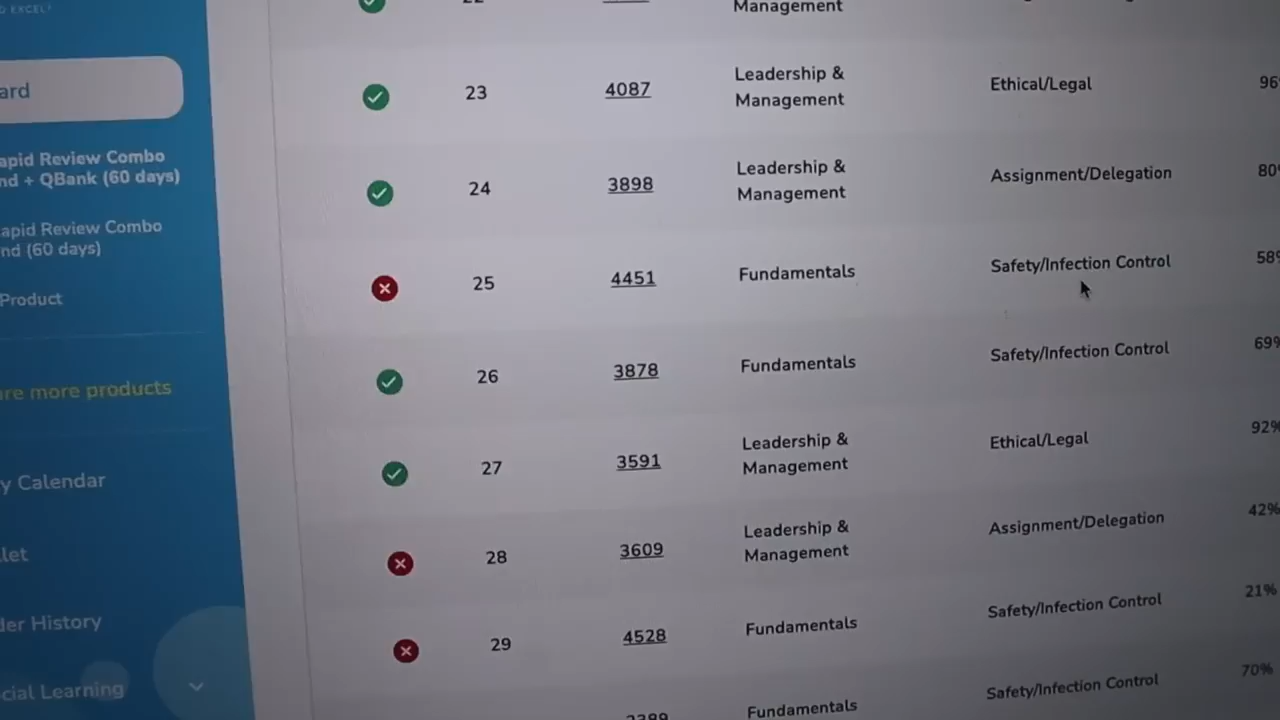 D EXCEL!
ard
apid Review Combo
nd + QBank (60 days)
apid Review Combo
nd (60 days)
Product
re more products
y Calendar
let
der History
cial Learning
Management
23 4087 Leadership & Management Ethical/Legal 96
24 3898 Leadership & Management Assignment/Delegation 80
25 4451 Fundamentals Safety/Infection Control 58%
26 3878 Fundamentals Safety/Infection Control 69%
27 3591 Leadership & Management Ethical/Legal 92%
28 3609 Leadership & Management Assignment/Delegation 42%
29 4528 Fundamentals Safety/Infection Control 21%
Fundamentals Safety/Infection Control 70%